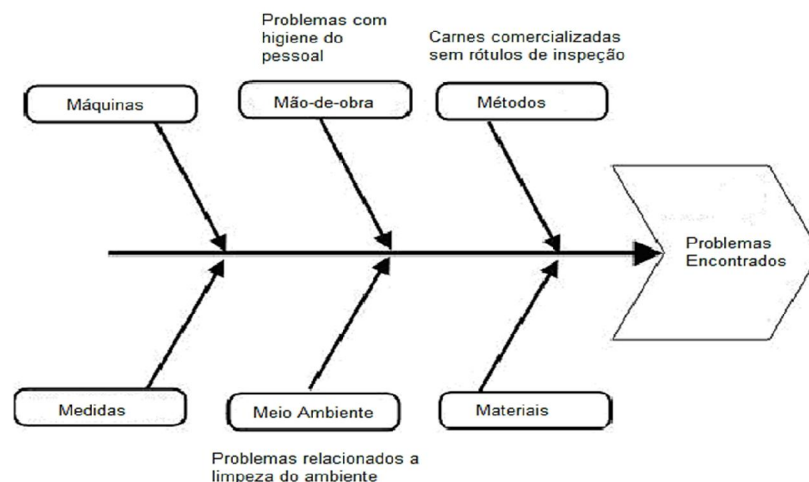 Problemas com
higiene do
pessoal
Carnes comercializadas
sem rótulos de inspeção
Máquinas
Mão-de-obra
Métodos
Problemas
Encontrados
Medidas
Meio Ambiente
Materiais
Problemas relacionados a
limpeza do ambiente